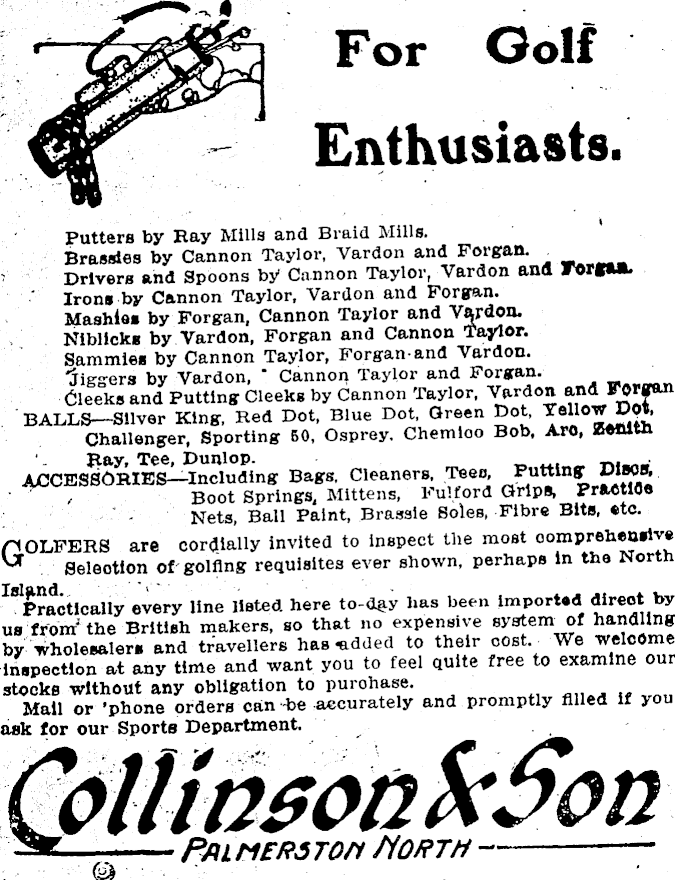 For Golf
Enthusiasts.
Putters by Ray Mills and Braid Mills.
Brassies by Cannon Taylor, Vardon and Forgan.
Drivers and Spoons by Cannon Taylor, Vardon and Forgan.
Irons by Cannon Taylor, Vardon and Forgan.
Mashies by Forgan, Cannon Taylor and Vardon.
Niblicks by Vardon, Forgan and Cannon Taylor.
Sammies by Cannon Taylor, Forgan and Vardon.
Jiggers by Vardon, Cannon Taylor and Forgan.
Cleeks and Putting Cleeks by Cannon Taylor, Vardon and Forgan
BALLS—Silver King, Red Dot, Blue Dot, Green Dot, Yellow Dot,
Challenger, Sporting 50, Osprey, Chemico Bob, Arc, Zenith
Ray, Tee, Dunlop.
ACCESSORIES—Including Bags, Cleaners, Tees, Putting Discs,
Boot Springs, Mittens, Fulford Grips, Practice
Nets, Ball Paint, Brassie Soles, Fibre Bits, etc.
GOLFERS are cordially invited to inspect the most comprehensive
Selection of golfing requisites ever shown, perhaps in the North
Island.
Practically every line listed here to-day has been imported direct by
us from the British makers, so that no expensive system of handling
by wholesalers and travellers has added to their cost. We welcome
inspection at any time and want you to feel quite free to examine our
stocks without any obligation to purchase.
Mail or 'phone orders can be accurately and promptly filled if you
ask for our Sports Department.
Collinson & Son
PALMERSTON NORTH